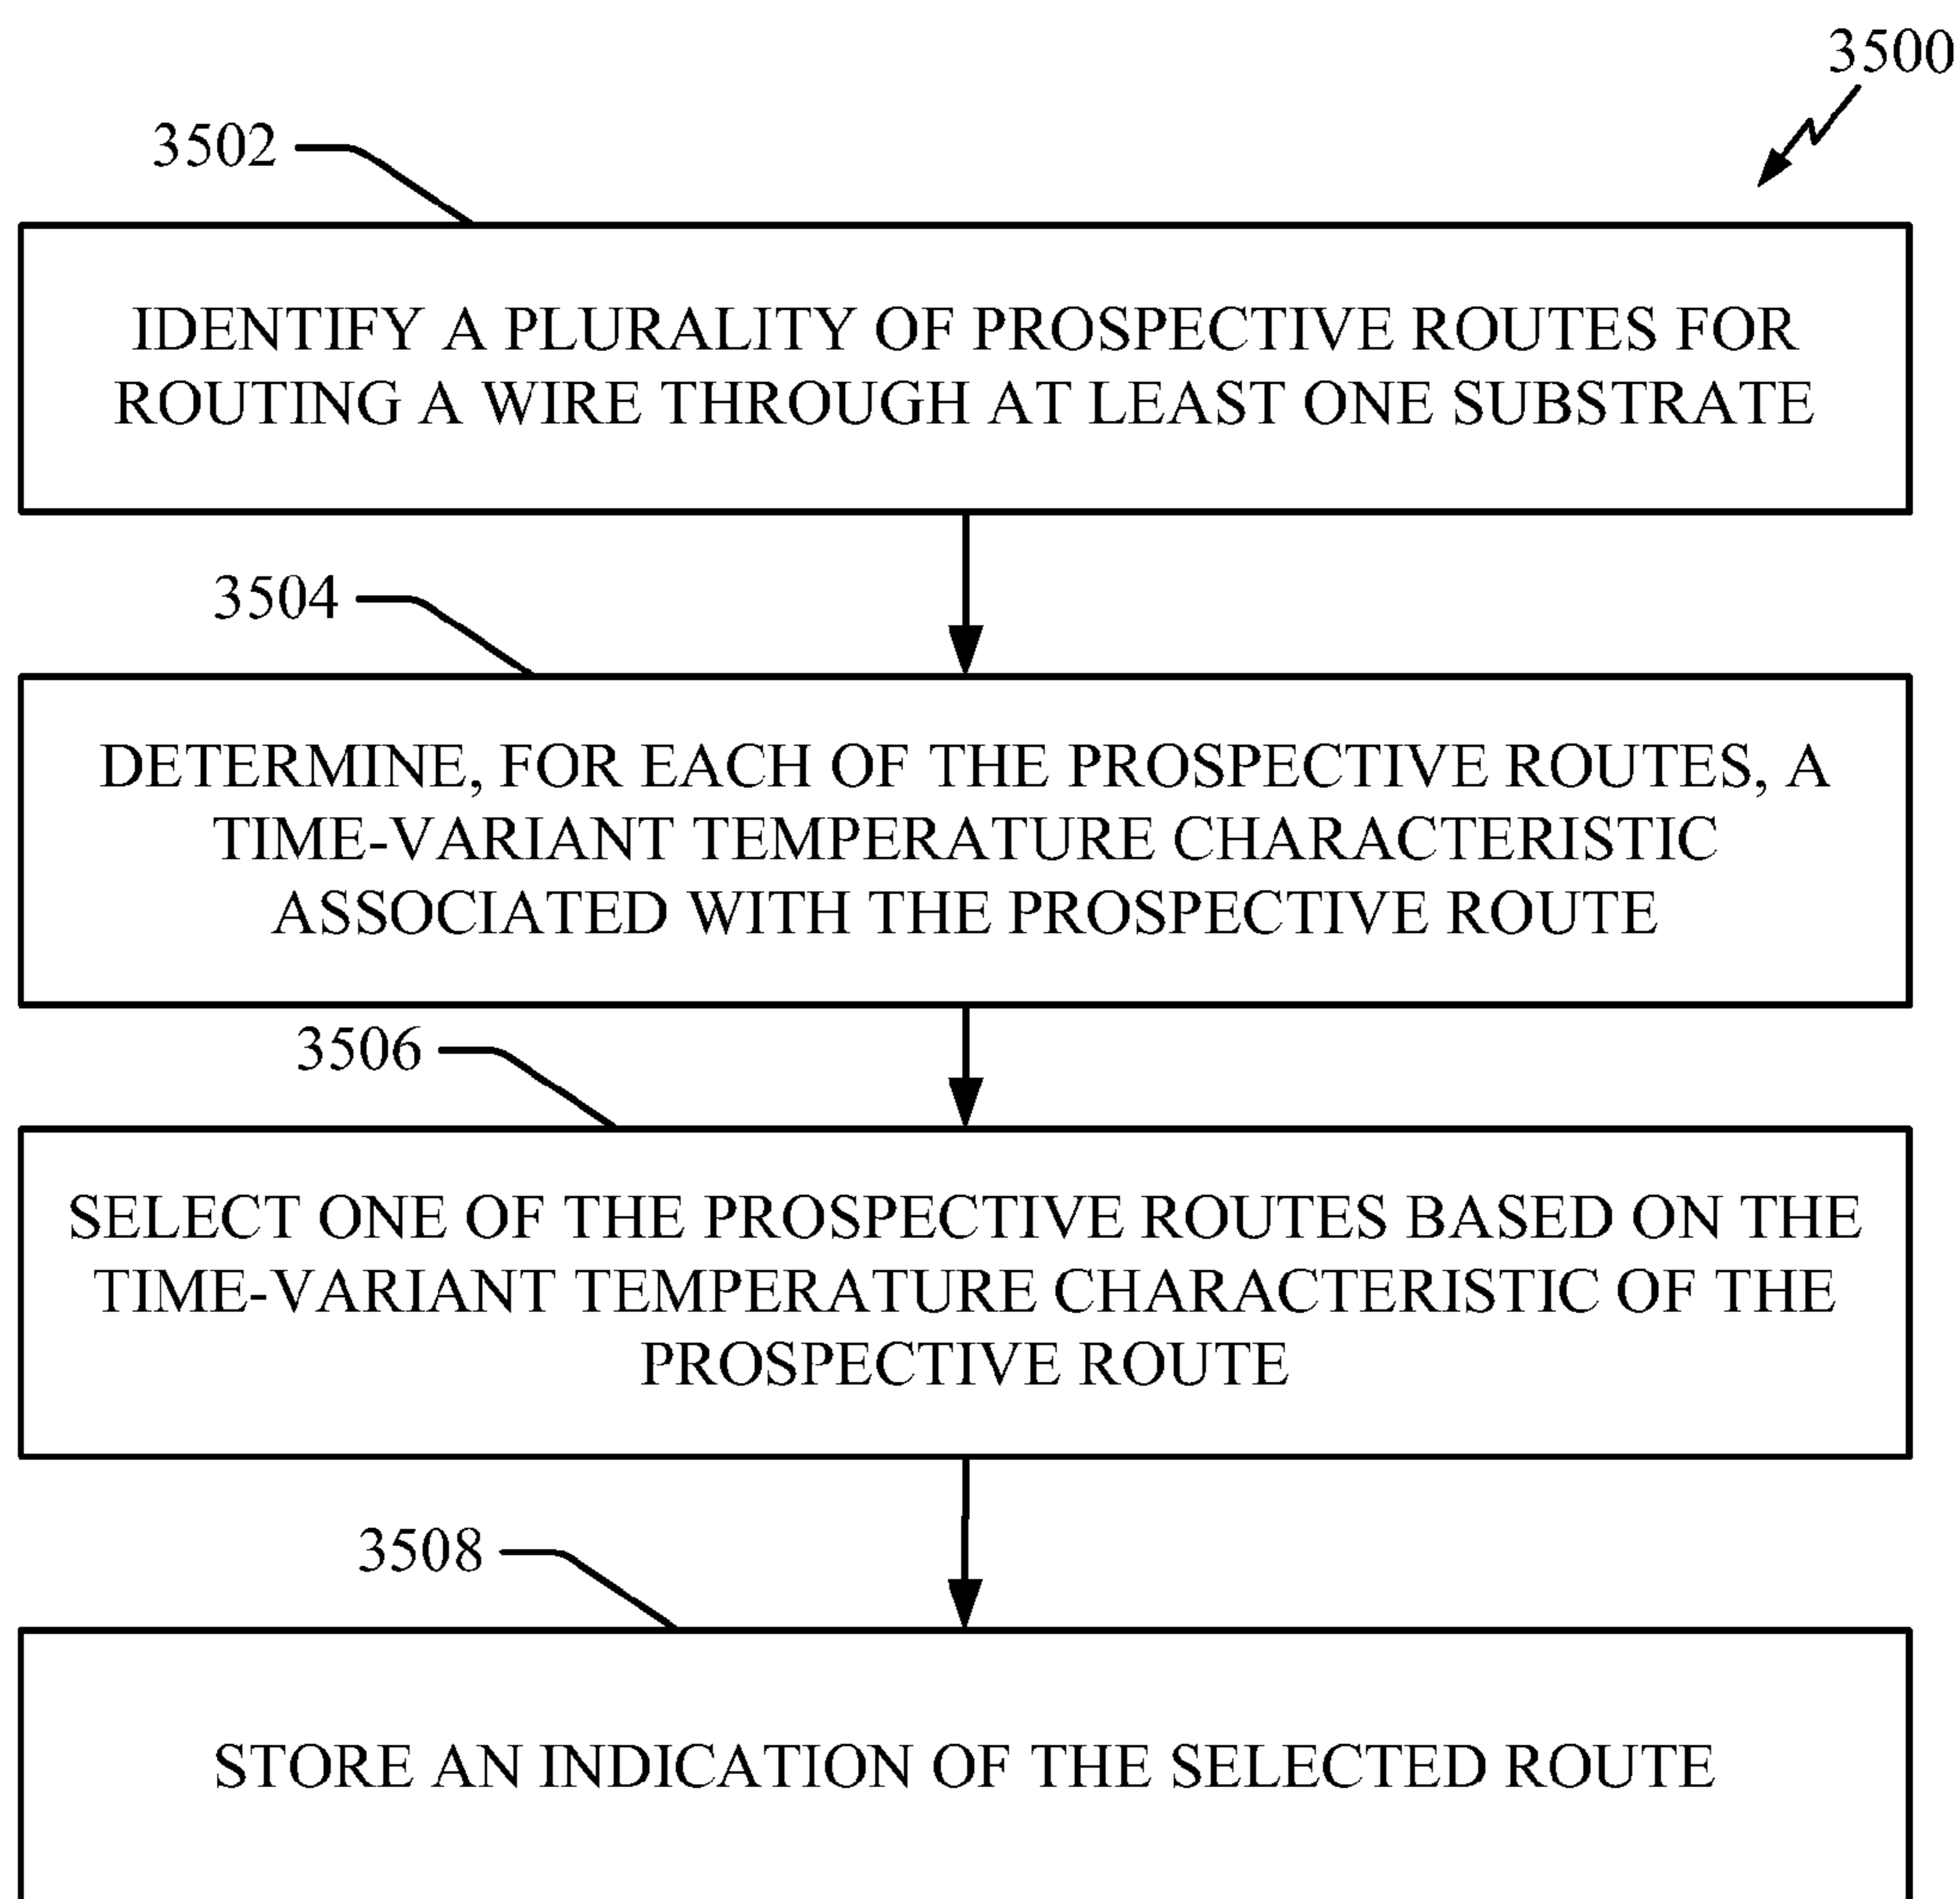 3500
3502
IDENTIFY A PLURALITY OF PROSPECTIVE ROUTES FOR
ROUTING A WIRE THROUGH AT LEAST ONE SUBSTRATE
3504
DETERMINE, FOR EACH OF THE PROSPECTIVE ROUTES, A
TIME-VARIANT TEMPERATURE CHARACTERISTIC
ASSOCIATED WITH THE PROSPECTIVE ROUTE
3506
SELECT ONE OF THE PROSPECTIVE ROUTES BASED ON THE
TIME-VARIANT TEMPERATURE CHARACTERISTIC OF THE
PROSPECTIVE ROUTE
3508
STORE AN INDICATION OF THE SELECTED ROUTE